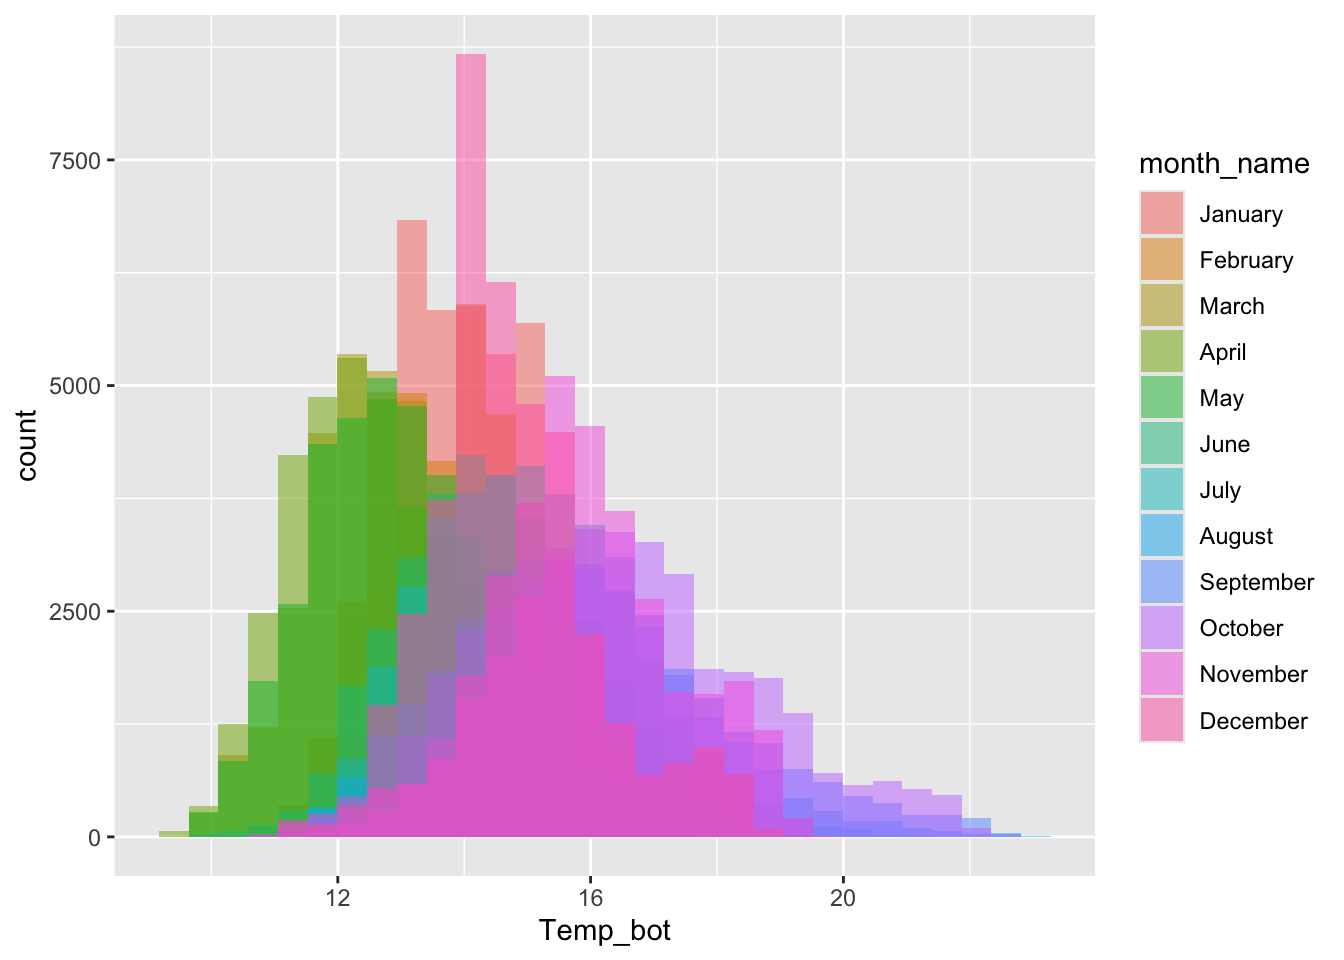 7500
5000
2500
0
count
12
16
20
Temp_bot
month_name
January
February
March
April
May
June
July
August
September
October
November
December